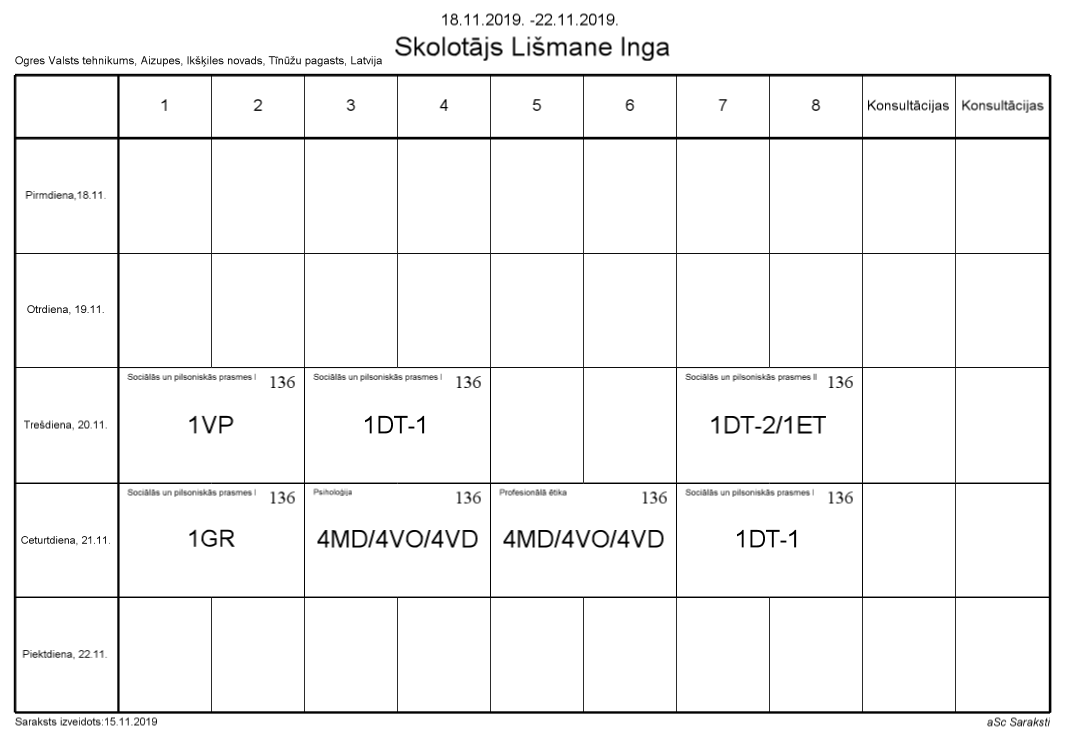 18.11.2019. -22.11.2019.
Skolotājs Lišmane Inga
Ogres Valsts tehnikums, Aizupes, Ikšķiles novads, Tīnūžu pagasts, Latvija
1 2 3 4 5 6 7 8 Konsultācijas Konsultācijas
Pirmdiena,18.11.
Otrdiena, 19.11.
Sociālās un pilsoniskās prasmes I 136 Sociālās un pilsoniskās prasmes I 136 Sociālās un pilsoniskās prasmes II 136
Trešdiena, 20.11. 1VP 1DT-1 1DT-2/1ET
Sociālās un pilsoniskās prasmes I 136 Psiholoģija 136 Profesionālā ētika 136 Sociālās un pilsoniskās prasmes I 136
Ceturtdiena, 21.11. 1GR 4MD/4VO/4VD 4MD/4VO/4VD 1DT-1
Piektdiena, 22.11.
Saraksts izveidots:15.11.2019 aSc Saraksti